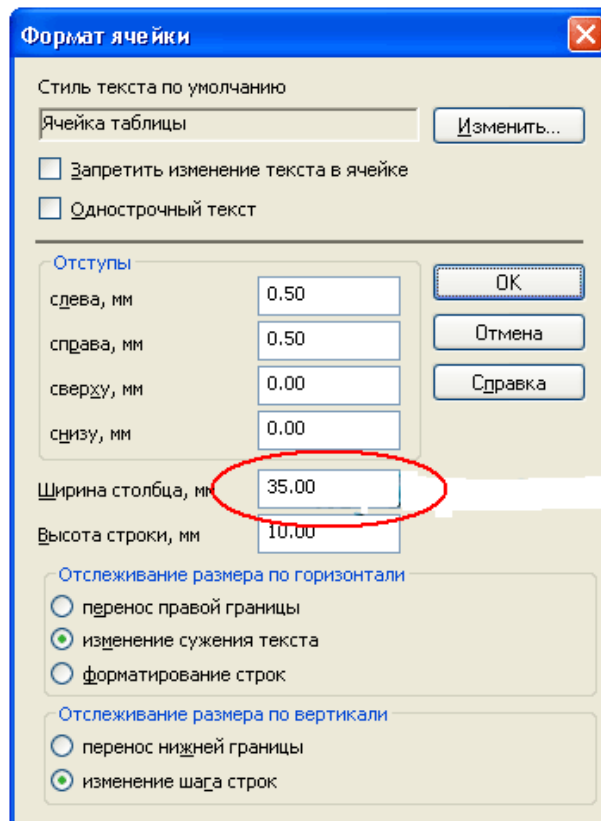 Формат ячейки
Стиль текста по умолчанию
Ячейка таблицы
Изменить...
Запретить изменение текста в ячейке
Однострочный текст
Отступы
слева, мм 0.50
OK
справа, мм 0.50
Отмена
сверху, мм 0.00
Справка
снизу, мм 0.00
Ширина столбца, мм 35.00
Высота строки, мм 10.00
Отслеживание размера по горизонтали
перенос правой границы
изменение сужения текста
форматирование строк
Отслеживание размера по вертикали
перенос нижней границы
изменение шага строк